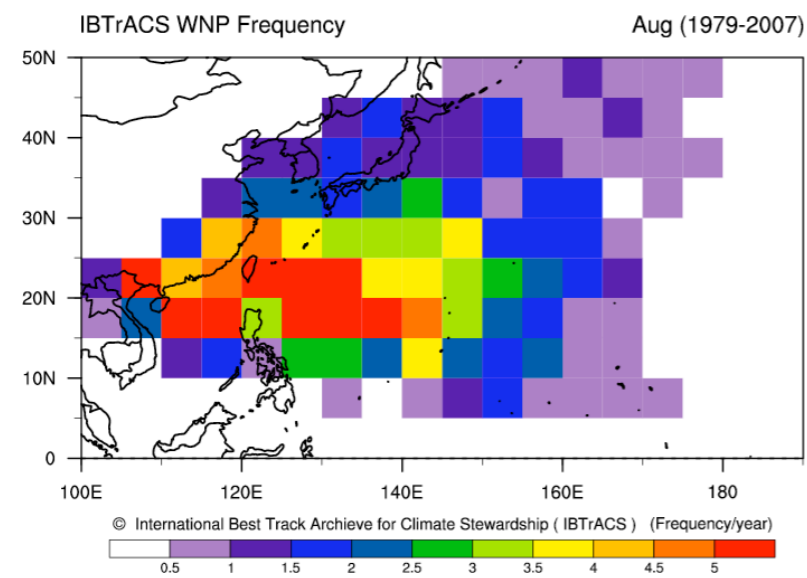 IBTrACS WNP Frequency Aug (1979-2007)
50N
40N
30N
20N
10N
0
100E 120E 140E 160E 180
© International Best Track Archieve for Climate Stewardship ( IBTrACS ) (Frequency/year)
0.5 1 1.5 2 2.5 3 3.5 4 4.5 5